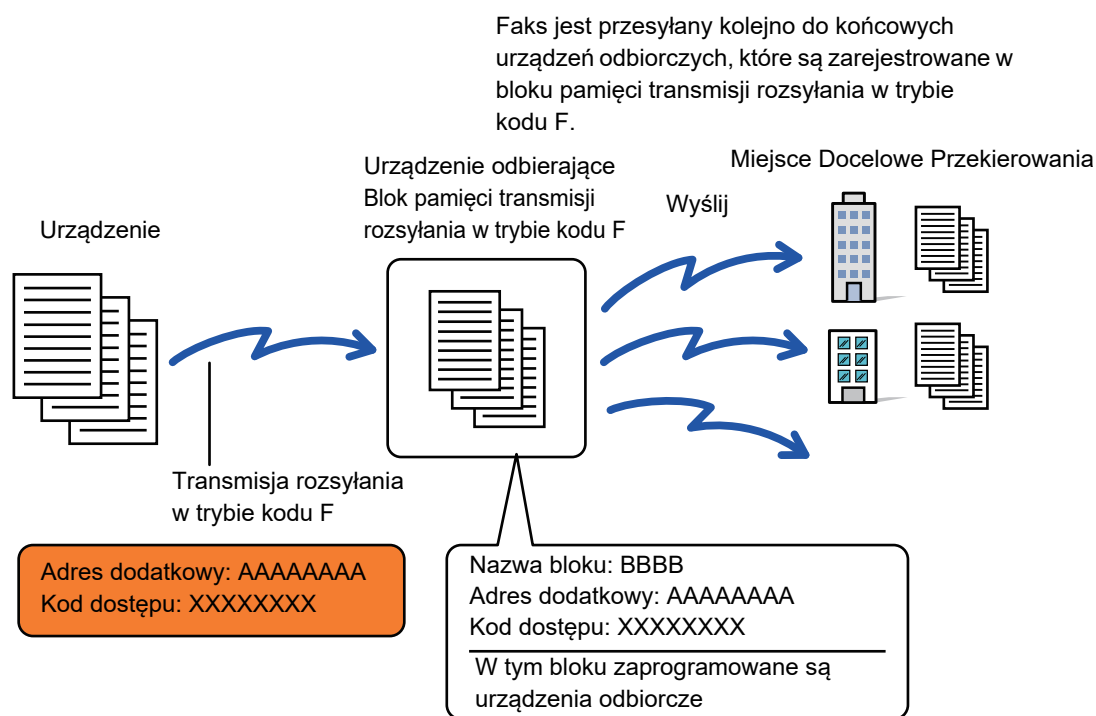 Faks jest przesyłany kolejno do końcowych
urządzeń odbiorczych, które są zarejestrowane w
bloku pamięci transmisji rozsyłania w trybie
kodu F.
Miejsce Docelowe Przekierowania
Urządzenie odbierające
Blok pamięci transmisji
rozsyłania w trybie kodu F
Wyślij
Urządzenie
Transmisja rozsyłania
w trybie kodu F
Adres dodatkowy: AAAAAAAA
Kod dostępu: XXXXXXXX
Nazwa bloku: BBBB
Adres dodatkowy: AAAAAAAA
Kod dostępu: XXXXXXXX
W tym bloku zaprogramowane są
urządzenia odbiorcze